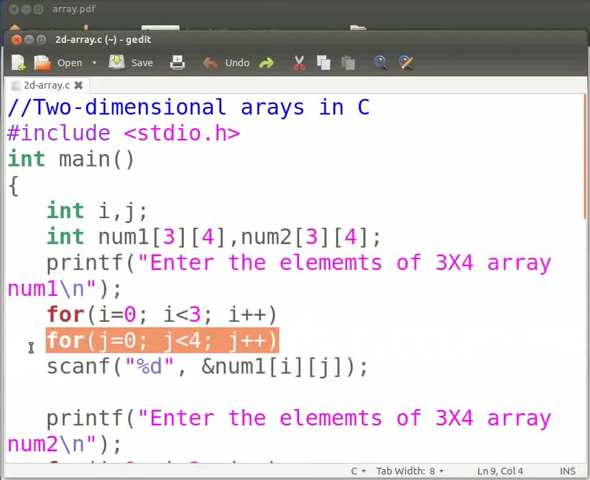 array.pdf
2d-array.c (~) - gedit
Open Save Undo
2d-array.c
//Two-dimensional arays in C
#include <stdio.h>
int main()
{
int i,j;
int num1[3][4],num2[3][4];
printf("Enter the elememts of 3X4 array
num1\n");
for(i=0; i<3; i++)
for(j=0; j<4; j++)
scanf("%d", &num1[i][j]);
printf("Enter the elememts of 3X4 array
num2\n");
C Tab Width: 8 Ln 9, Col 4 INS